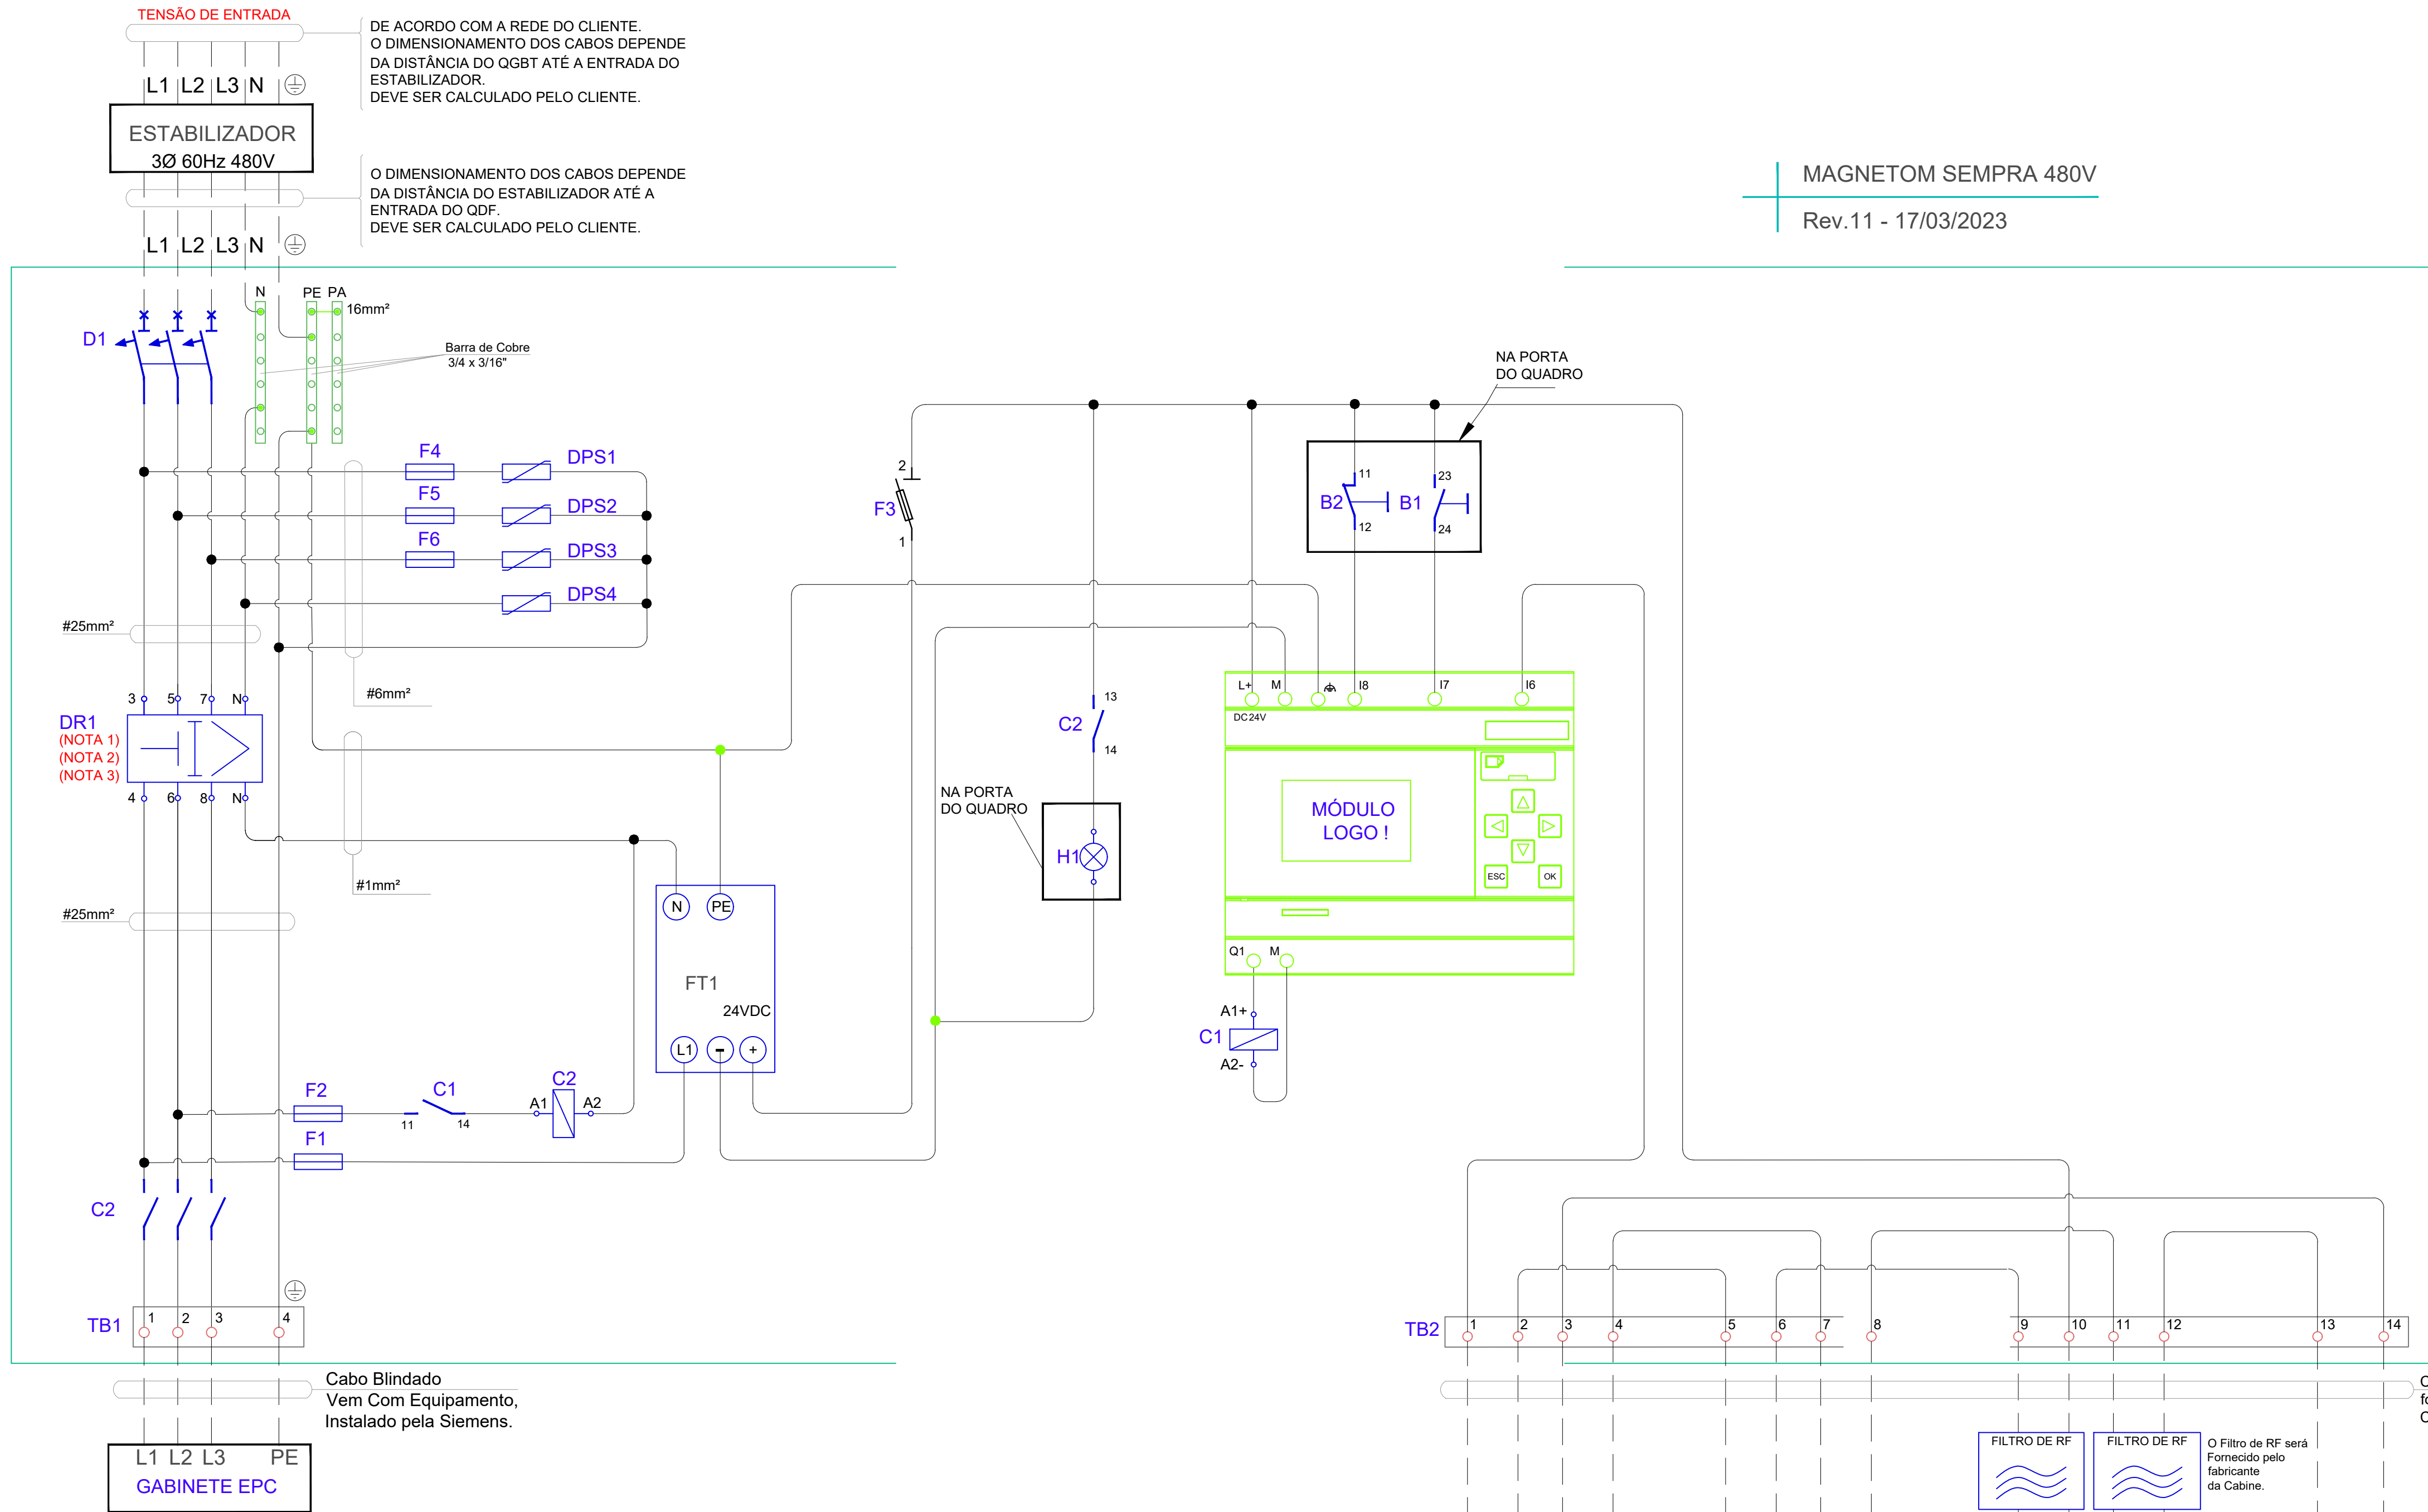 TENSÃO DE ENTRADA
DE ACORDO COM A REDE DO CLIENTE.
O DIMENSIONAMENTO DOS CABOS DEPENDE
DA DISTÂNCIA DO QGBT ATÉ A ENTRADA DO
ESTABILIZADOR.
DEVE SER CALCULADO PELO CLIENTE.
L1 L2 L3 N
ESTABILIZADOR
3Ø 60Hz 480V
O DIMENSIONAMENTO DOS CABOS DEPENDE
DA DISTÂNCIA DO ESTABILIZADOR ATÉ A
ENTRADA DO QDF.
DEVE SER CALCULADO PELO CLIENTE.
MAGNETOM SEMPRA 480V
Rev.11 - 17/03/2023
L1 L2 L3 N
N PE PA
16mm²
D1
Barra de Cobre
3/4 x 3/16"
NA PORTA
DO QUADRO
F4 DPS1
F5 DPS2
F6 DPS3
DPS4
2
F3
1
11 23
B2 B1
12 24
#25mm²
#6mm²
3 5 7 N
DR1
(NOTA 1)
(NOTA 2)
(NOTA 3)
4 6 8 N
13
C2
14
L+ M I8 I7 I6
DC 24V
MÓDULO
LOGO !
ESC OK
NA PORTA
DO QUADRO
H1
#1mm²
#25mm²
N PE
FT1
24VDC
L1 - +
Q1 M
A1+
C1
A2-
F2 C1 C2
A1 A2
11 14
F1
C2
TB1
1 2 3 4
TB2
1 2 3 4 5 6 7 8 9 10 11 12 13 14
Cabo Blindado
Vem Com Equipamento,
Instalado pela Siemens.
L1 L2 L3 PE
GABINETE EPC
FILTRO DE RF
FILTRO DE RF
O Filtro de RF será
Fornecido pelo
fabricante
da Cabine.